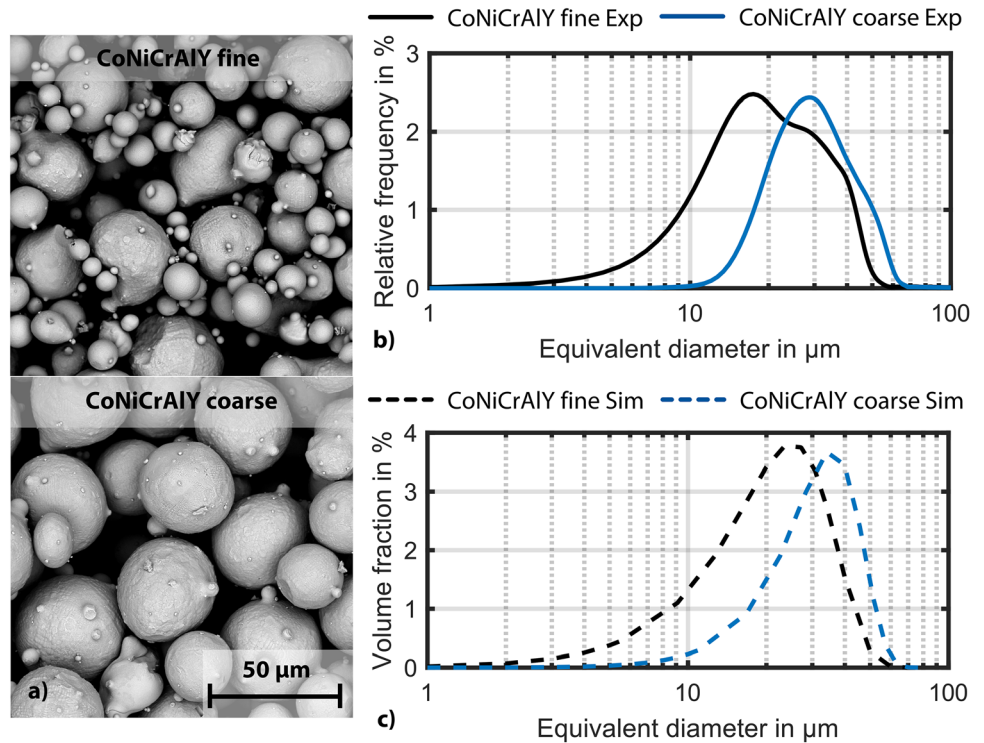 CoNiCrAlY fine
CoNiCrAlY coarse
50 µm
a)
CoNiCrAlY fine Exp CoNiCrAlY coarse Exp
Relative frequency in %
3
2
1
0
1 10 100
b)
Equivalent diameter in µm
CoNiCrAlY fine Sim CoNiCrAlY coarse Sim
Volume fraction in %
4
3
2
1
0
1 10 100
c)
Equivalent diameter in µm